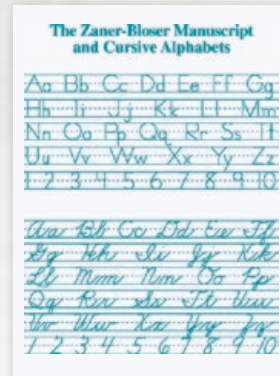 The Zaner-Bloser Manuscript
and Cursive Alphabets
Aa Bb Cc Dd Ee Ff Gg
Hh Ii Jj Kk Ll Mm
Nn Oo Pp Qq Rr Ss Tt
Uu Vv Ww Xx Yy Zz
1 2 3 4 5 6 7 8 9 10
Aa Bb Cc Dd Ee Ff
Gg Hh Ii Jj Kk
Ll Mm Nn Oo Pp
Qq Rr Ss Tt Uu
Vv Ww Xx Yy Zz
1 2 3 4 5 6 7 8 9 10